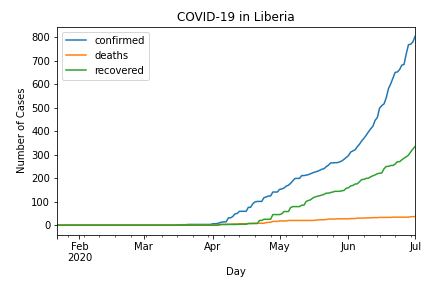 COVID-19 in Liberia
confirmed
deaths
recovered
Number of Cases
800
700
600
500
400
300
200
100
0
Feb Mar Apr May Jun Jul
2020
Day